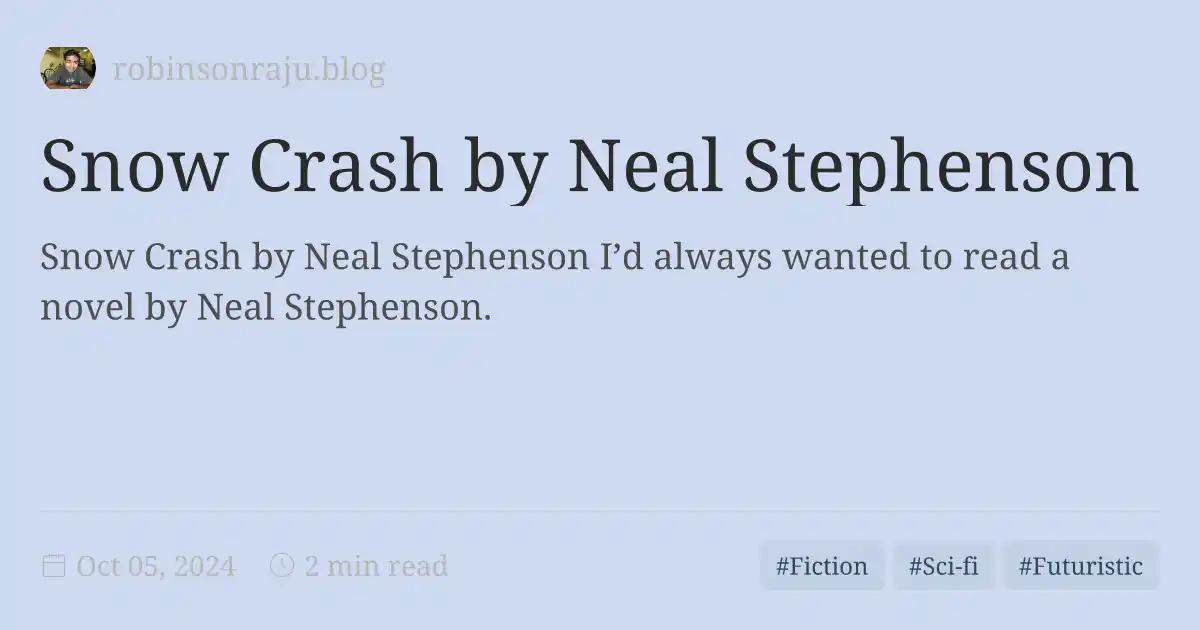 robinsonraju.blog
Snow Crash by Neal Stephenson
Snow Crash by Neal Stephenson I’d always wanted to read a
novel by Neal Stephenson.
Oct 05, 2024 2 min read #Fiction #Sci-fi #Futuristic